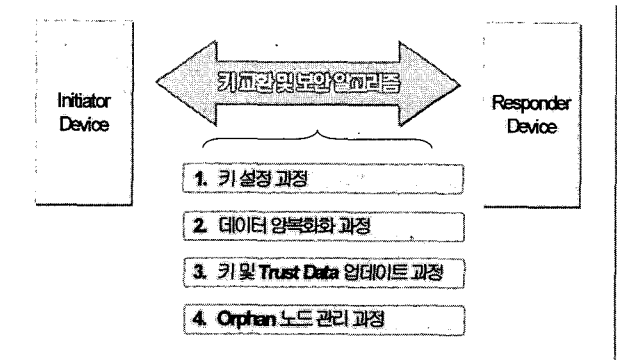 키 교환 및 보안 알고리즘
Initiator
Device
Responder
Device
1. 키 설정 과정
2. 데이터 암복화화 과정
3. 키 및 Trust Data 업데이트 과정
4. Orphan 노드 관리 과정